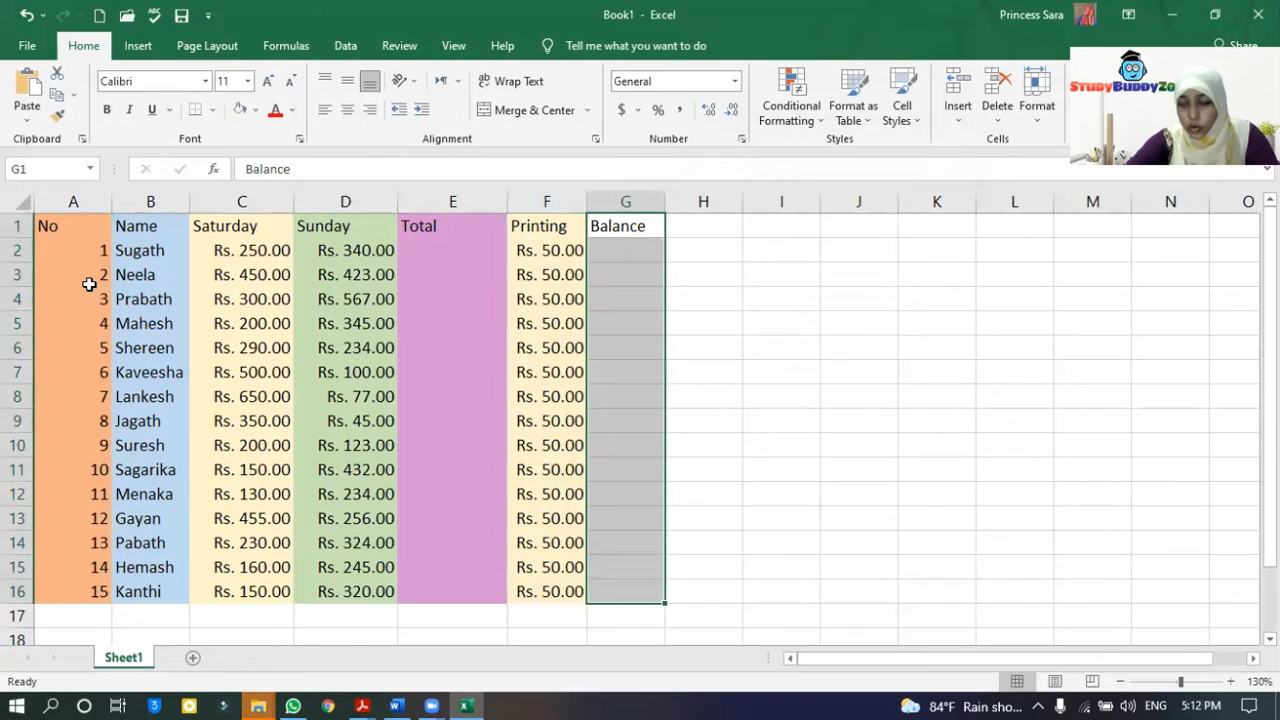 Book1 - Excel
Princess Sara
File Home Insert Page Layout Formulas Data Review View Help Tell me what you want to do Share
StudyBuddyZo
Paste
Calibri 11
B I U
Wrap Text
Merge & Center
General
$ % ,
Conditional Formatting
Format as Table
Cell Styles
Insert Delete Format
Clipboard Font Alignment Number Styles Cells
G1 fx Balance
A B C D E F G H I J K L M N O
1 No Name Saturday Sunday Total Printing Balance
2 1 Sugath Rs. 250.00 Rs. 340.00 Rs. 50.00
3 2 Neela Rs. 450.00 Rs. 423.00 Rs. 50.00
4 3 Prabath Rs. 300.00 Rs. 567.00 Rs. 50.00
5 4 Mahesh Rs. 200.00 Rs. 345.00 Rs. 50.00
6 5 Shereen Rs. 290.00 Rs. 234.00 Rs. 50.00
7 6 Kaveesha Rs. 500.00 Rs. 100.00 Rs. 50.00
8 7 Lankesh Rs. 650.00 Rs. 77.00 Rs. 50.00
9 8 Jagath Rs. 350.00 Rs. 45.00 Rs. 50.00
10 9 Suresh Rs. 200.00 Rs. 123.00 Rs. 50.00
11 10 Sagarika Rs. 150.00 Rs. 432.00 Rs. 50.00
12 11 Menaka Rs. 130.00 Rs. 234.00 Rs. 50.00
13 12 Gayan Rs. 455.00 Rs. 256.00 Rs. 50.00
14 13 Pabath Rs. 230.00 Rs. 324.00 Rs. 50.00
15 14 Hemash Rs. 160.00 Rs. 245.00 Rs. 50.00
16 15 Kanthi Rs. 150.00 Rs. 320.00 Rs. 50.00
17
18
Sheet1
Ready 130%
84°F Rain sho... 5:12 PM